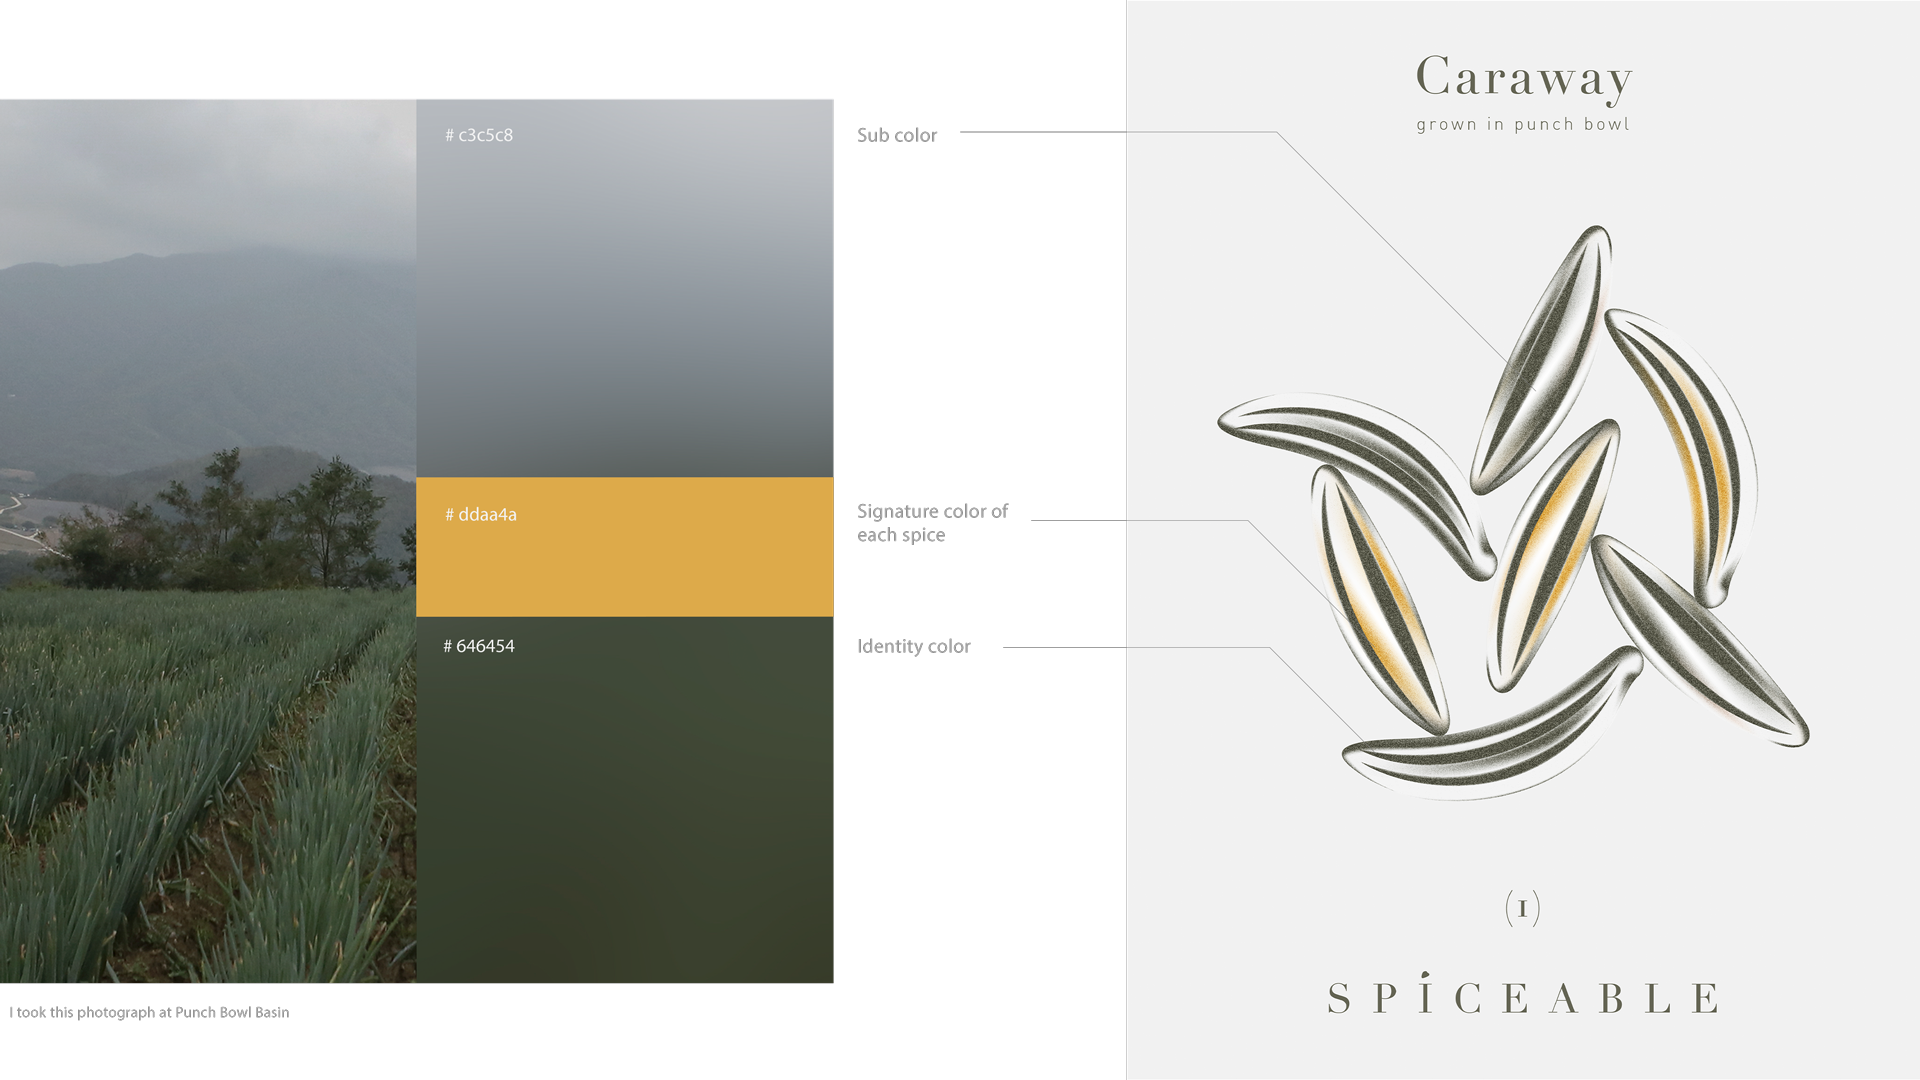 # c3c5c8
Sub color
# ddaa4a
Signature color of
each spice
# 646454
Identity color
I took this photograph at Punch Bowl Basin
Caraway
grown in punch bowl
(1)
SPICEABLE